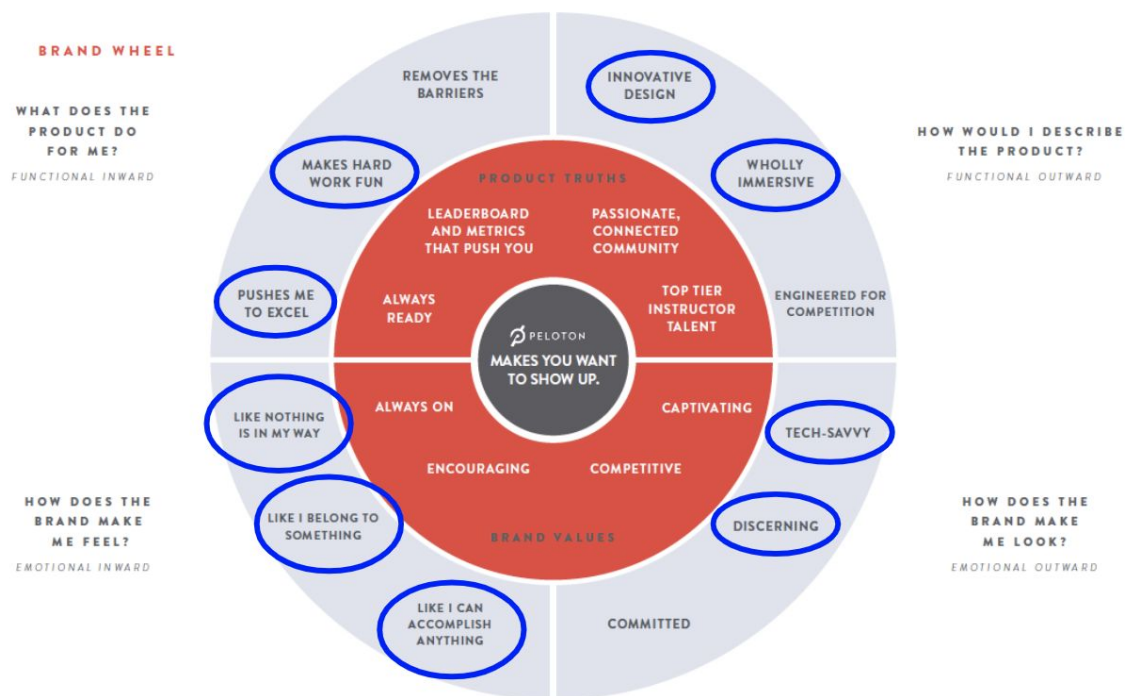 BRAND WHEEL
WHAT DOES THE
PRODUCT DO
FOR ME?
FUNCTIONAL INWARD
REMOVES THE
BARRIERS
MAKES HARD
WORK FUN
PUSHES ME
TO EXCEL
INNOVATIVE
DESIGN
WHOLLY
IMMERSIVE
ENGINEERED FOR
COMPETITION
HOW WOULD I DESCRIBE
THE PRODUCT?
FUNCTIONAL OUTWARD
PRODUCT TRUTHS
LEADERBOARD
AND METRICS
THAT PUSH YOU
PASSIONATE,
CONNECTED
COMMUNITY
ALWAYS
READY
TOP TIER
INSTRUCTOR
TALENT
PELOTON
MAKES YOU WANT
TO SHOW UP.
ALWAYS ON
CAPTIVATING
ENCOURAGING
COMPETITIVE
BRAND VALUES
LIKE NOTHING
IS IN MY WAY
LIKE I BELONG TO
SOMETHING
LIKE I CAN
ACCOMPLISH
ANYTHING
HOW DOES THE
BRAND MAKE
ME FEEL?
EMOTIONAL INWARD
TECH-SAVVY
DISCERNING
COMMITTED
HOW DOES THE
BRAND MAKE
ME LOOK?
EMOTIONAL OUTWARD